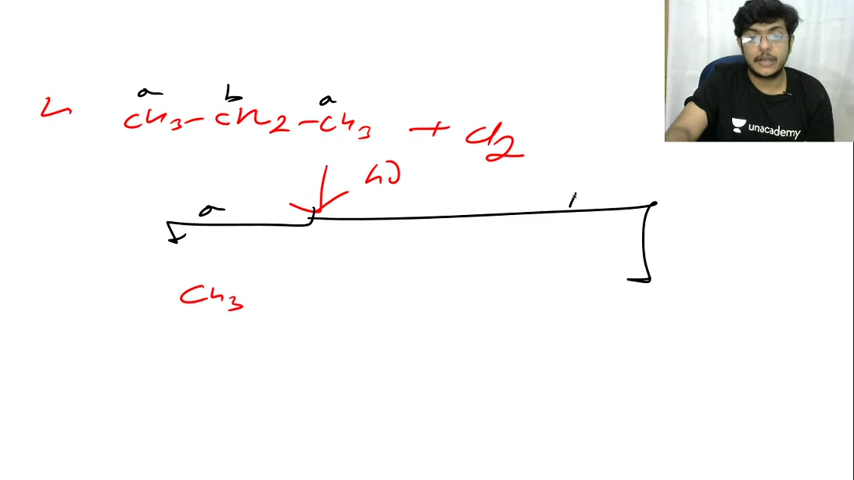 a b a
CH3-CH2-CH3 + Cl2
hν
a
CH3
unacademy